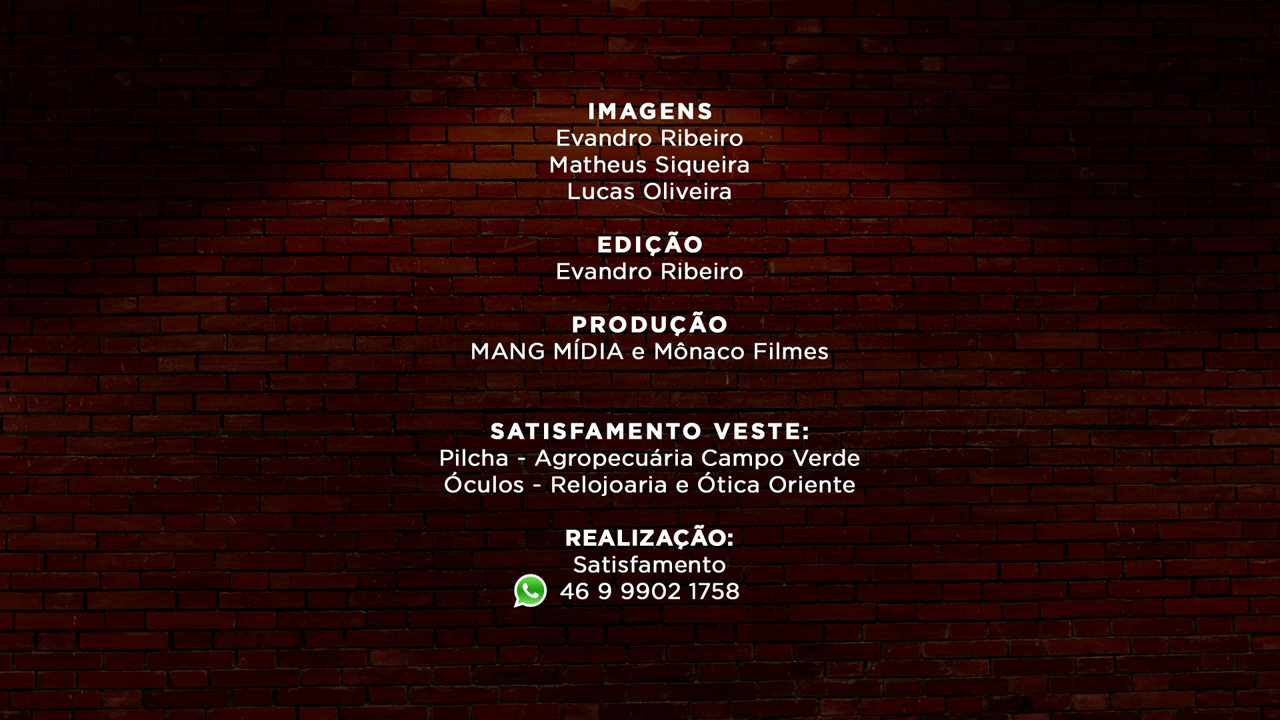 IMAGENS
Evandro Ribeiro
Matheus Siqueira
Lucas Oliveira
EDIÇÃO
Evandro Ribeiro
PRODUÇÃO
MANG MÍDIA e Mônaco Filmes
SATISFAMENTO VESTE:
Pilcha - Agropecuária Campo Verde
Óculos - Relojoaria e Ótica Oriente
REALIZAÇÃO:
Satisfamento
46 9 9902 1758